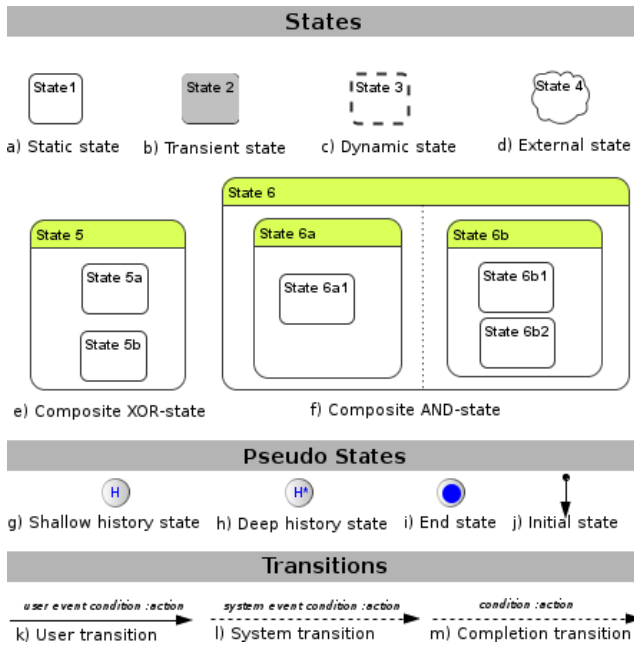 States
State1
State 2
State 3
State 4
a) Static state
b) Transient state
c) Dynamic state
d) External state
State 5
State 5a
State 5b
State 6
State 6a
State 6a1
State 6b
State 6b1
State 6b2
e) Composite XOR-state
f) Composite AND-state
Pseudo States
H
H*
g) Shallow history state
h) Deep history state
i) End state
j) Initial state
Transitions
user event condition :action
system event condition :action
condition :action
k) User transition
l) System transition
m) Completion transition